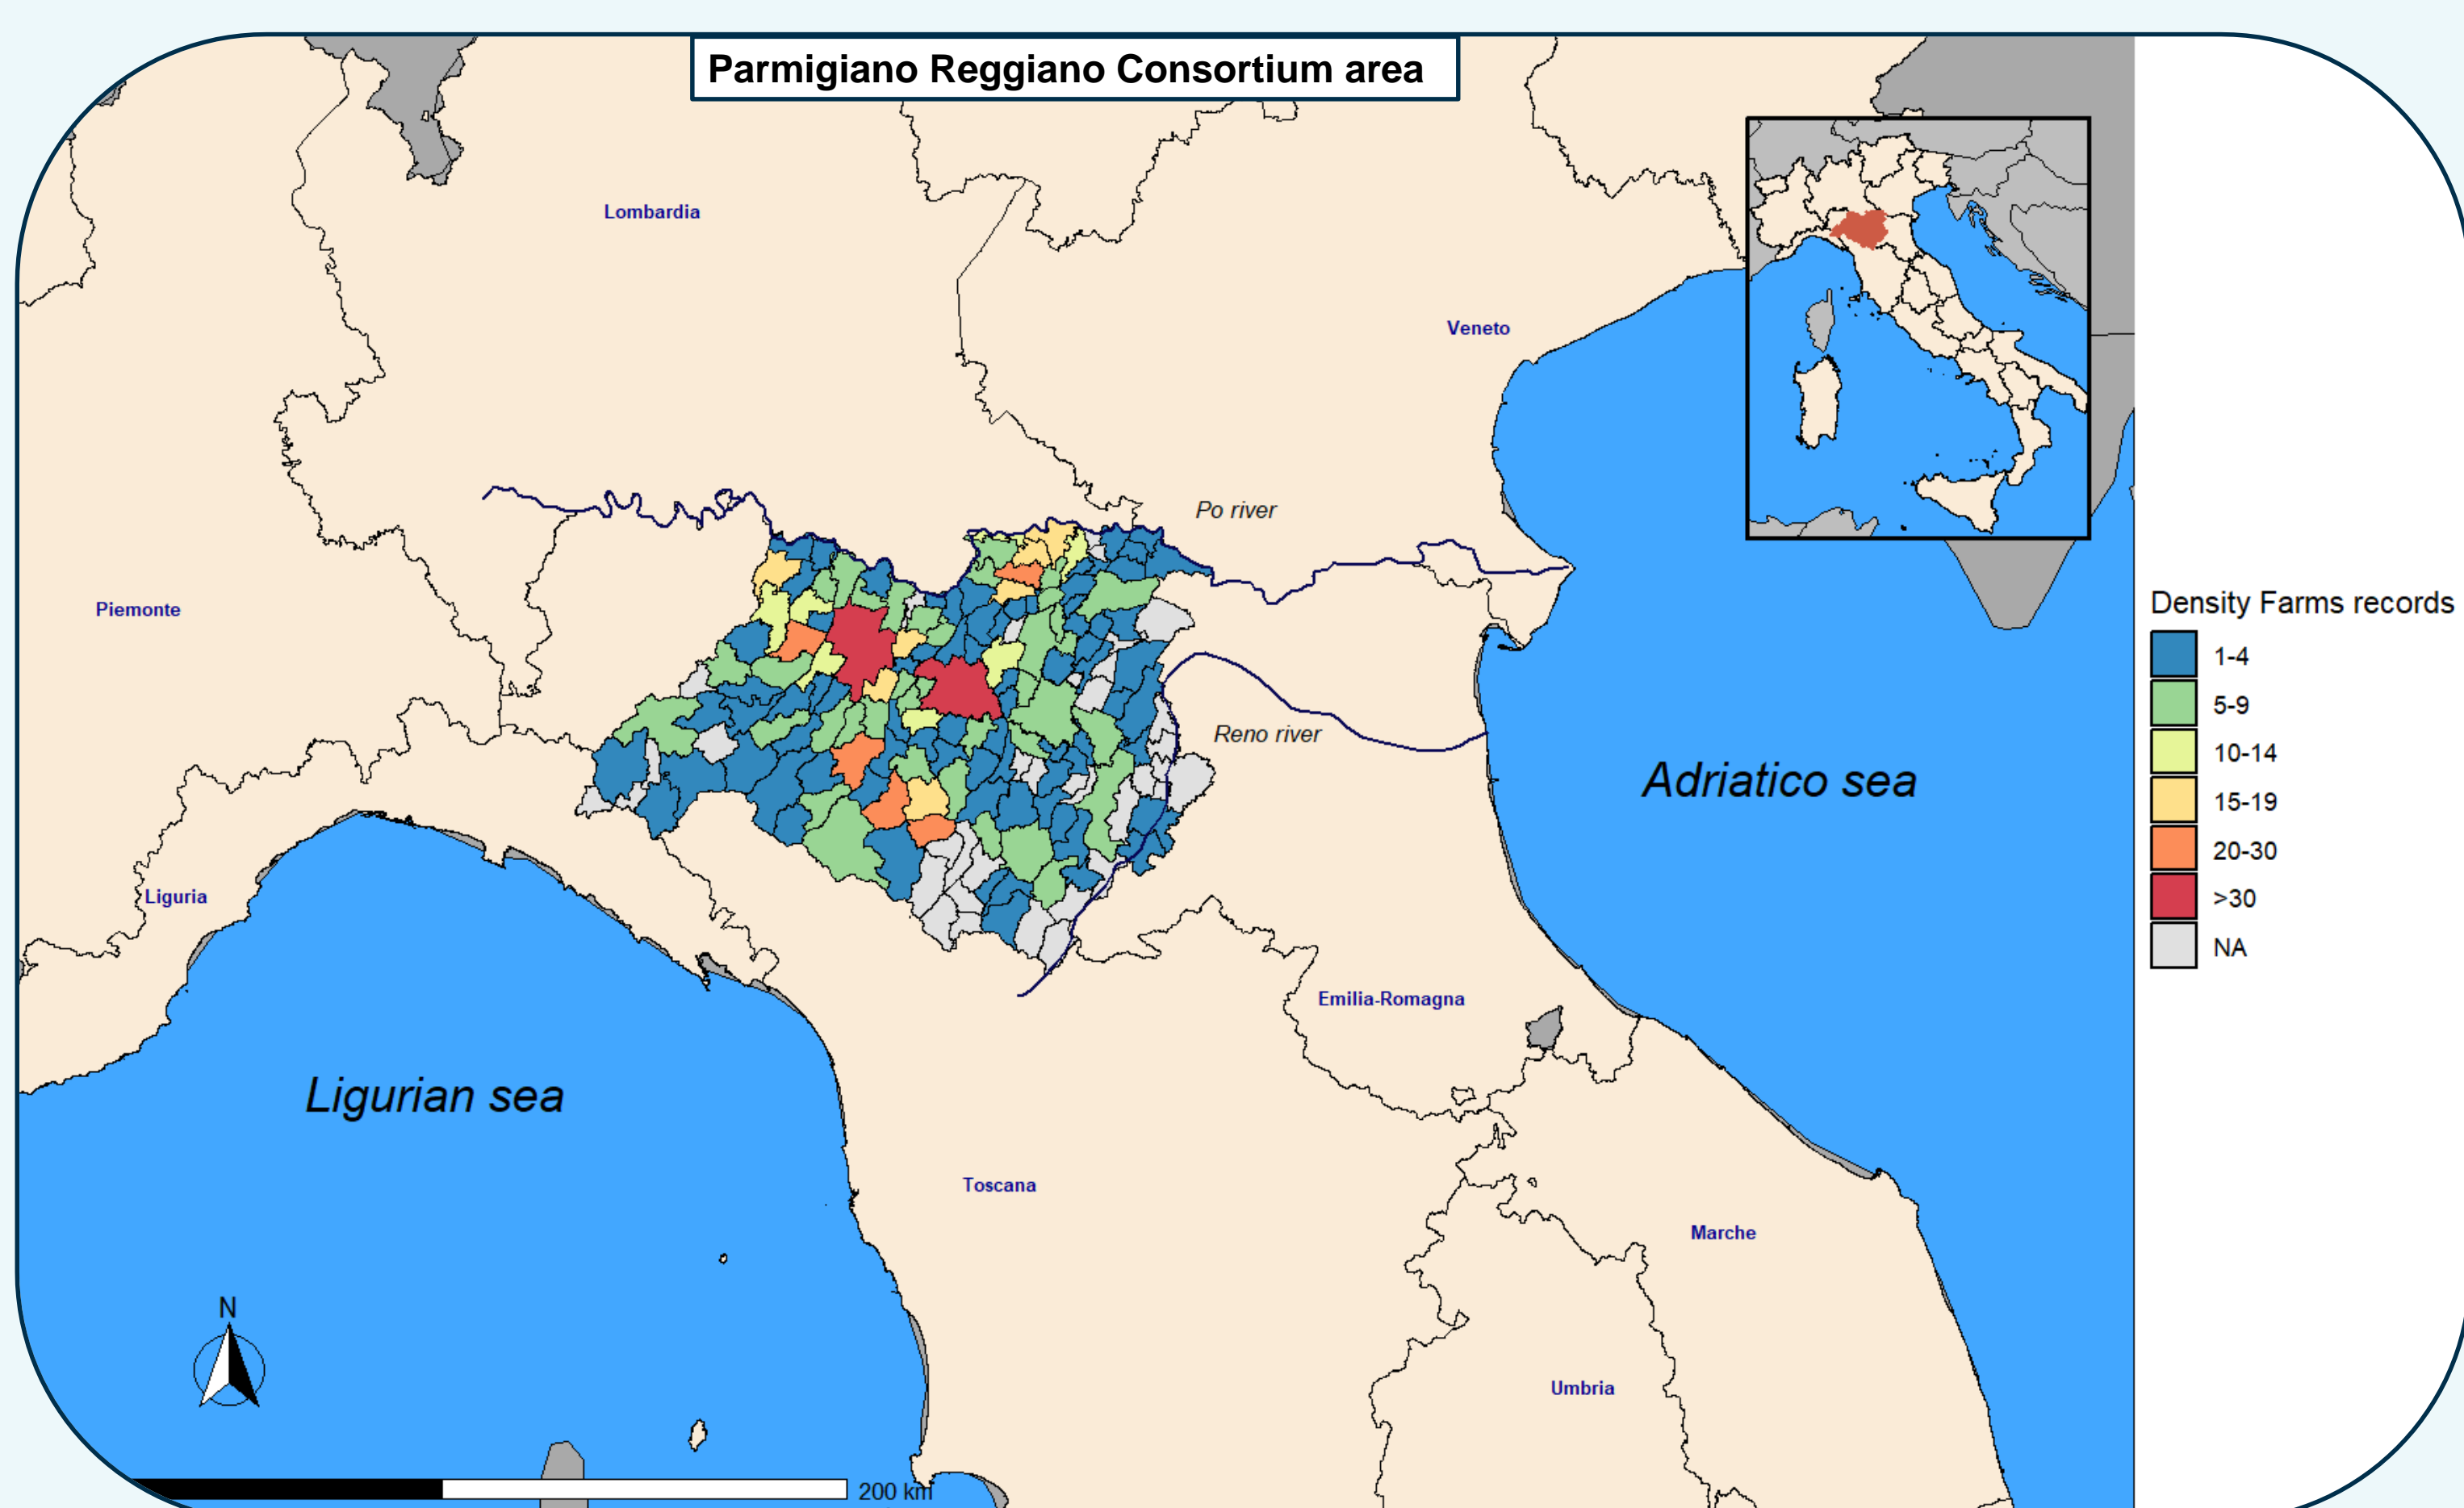 Parmigiano Reggiano Consortium area
Lombardia
Veneto
Po river
Piemonte
Density Farms records
1-4
5-9
10-14
15-19
20-30
>30
NA
Reno river
Adriatico sea
Liguria
Emilia-Romagna
Ligurian sea
Toscana
Marche
N
Umbria
200 km